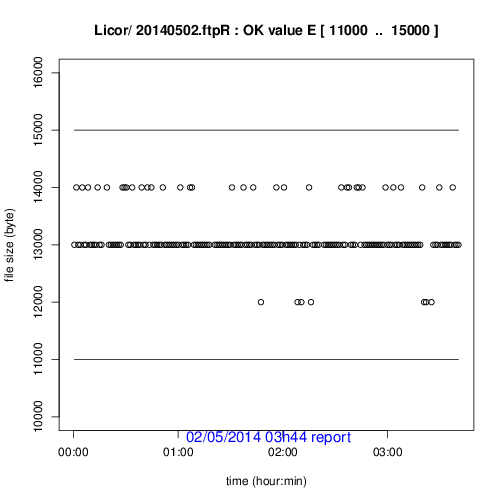 Licor/ 20140502.ftpR : OK value E [ 11000 .. 15000 ]
file size (byte)
16000
15000
14000
13000
12000
11000
10000
02/05/2014 03h44 report
00:00 01:00 02:00 03:00
time (hour:min)